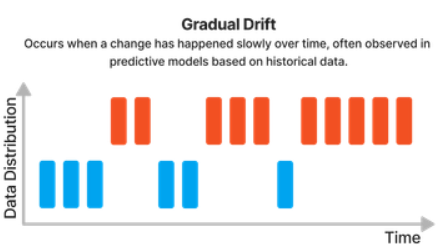 Gradual Drift
Occurs when a change has happened slowly over time, often observed in
predictive models based on historical data.
Data Distribution
Time